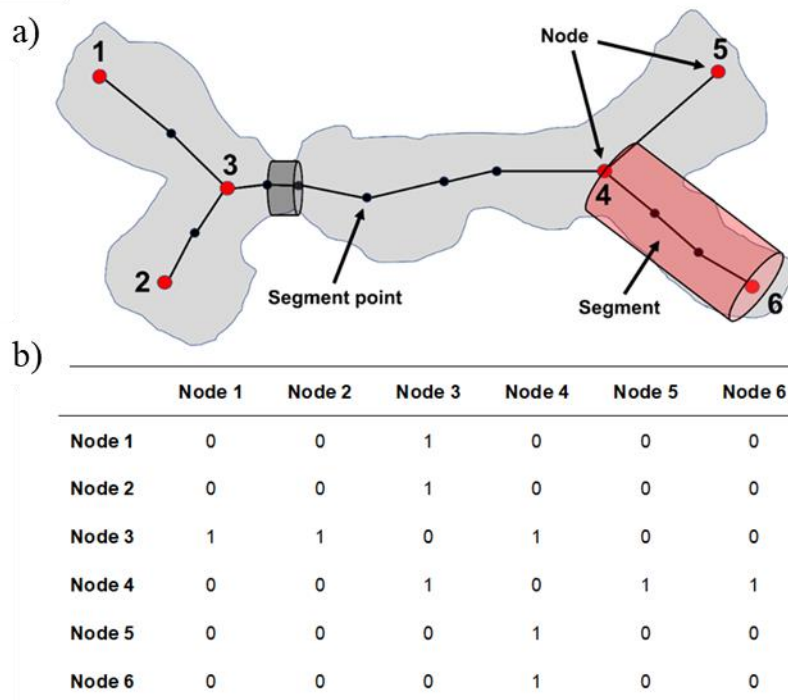 a)
1
Node
5
3
4
2
Segment point
Segment
6
b)
Node 1 Node 2 Node 3 Node 4 Node 5 Node 6
Node 1 0 0 1 0 0 0
Node 2 0 0 1 0 0 0
Node 3 1 1 0 1 0 0
Node 4 0 0 1 0 1 1
Node 5 0 0 0 1 0 0
Node 6 0 0 0 1 0 0